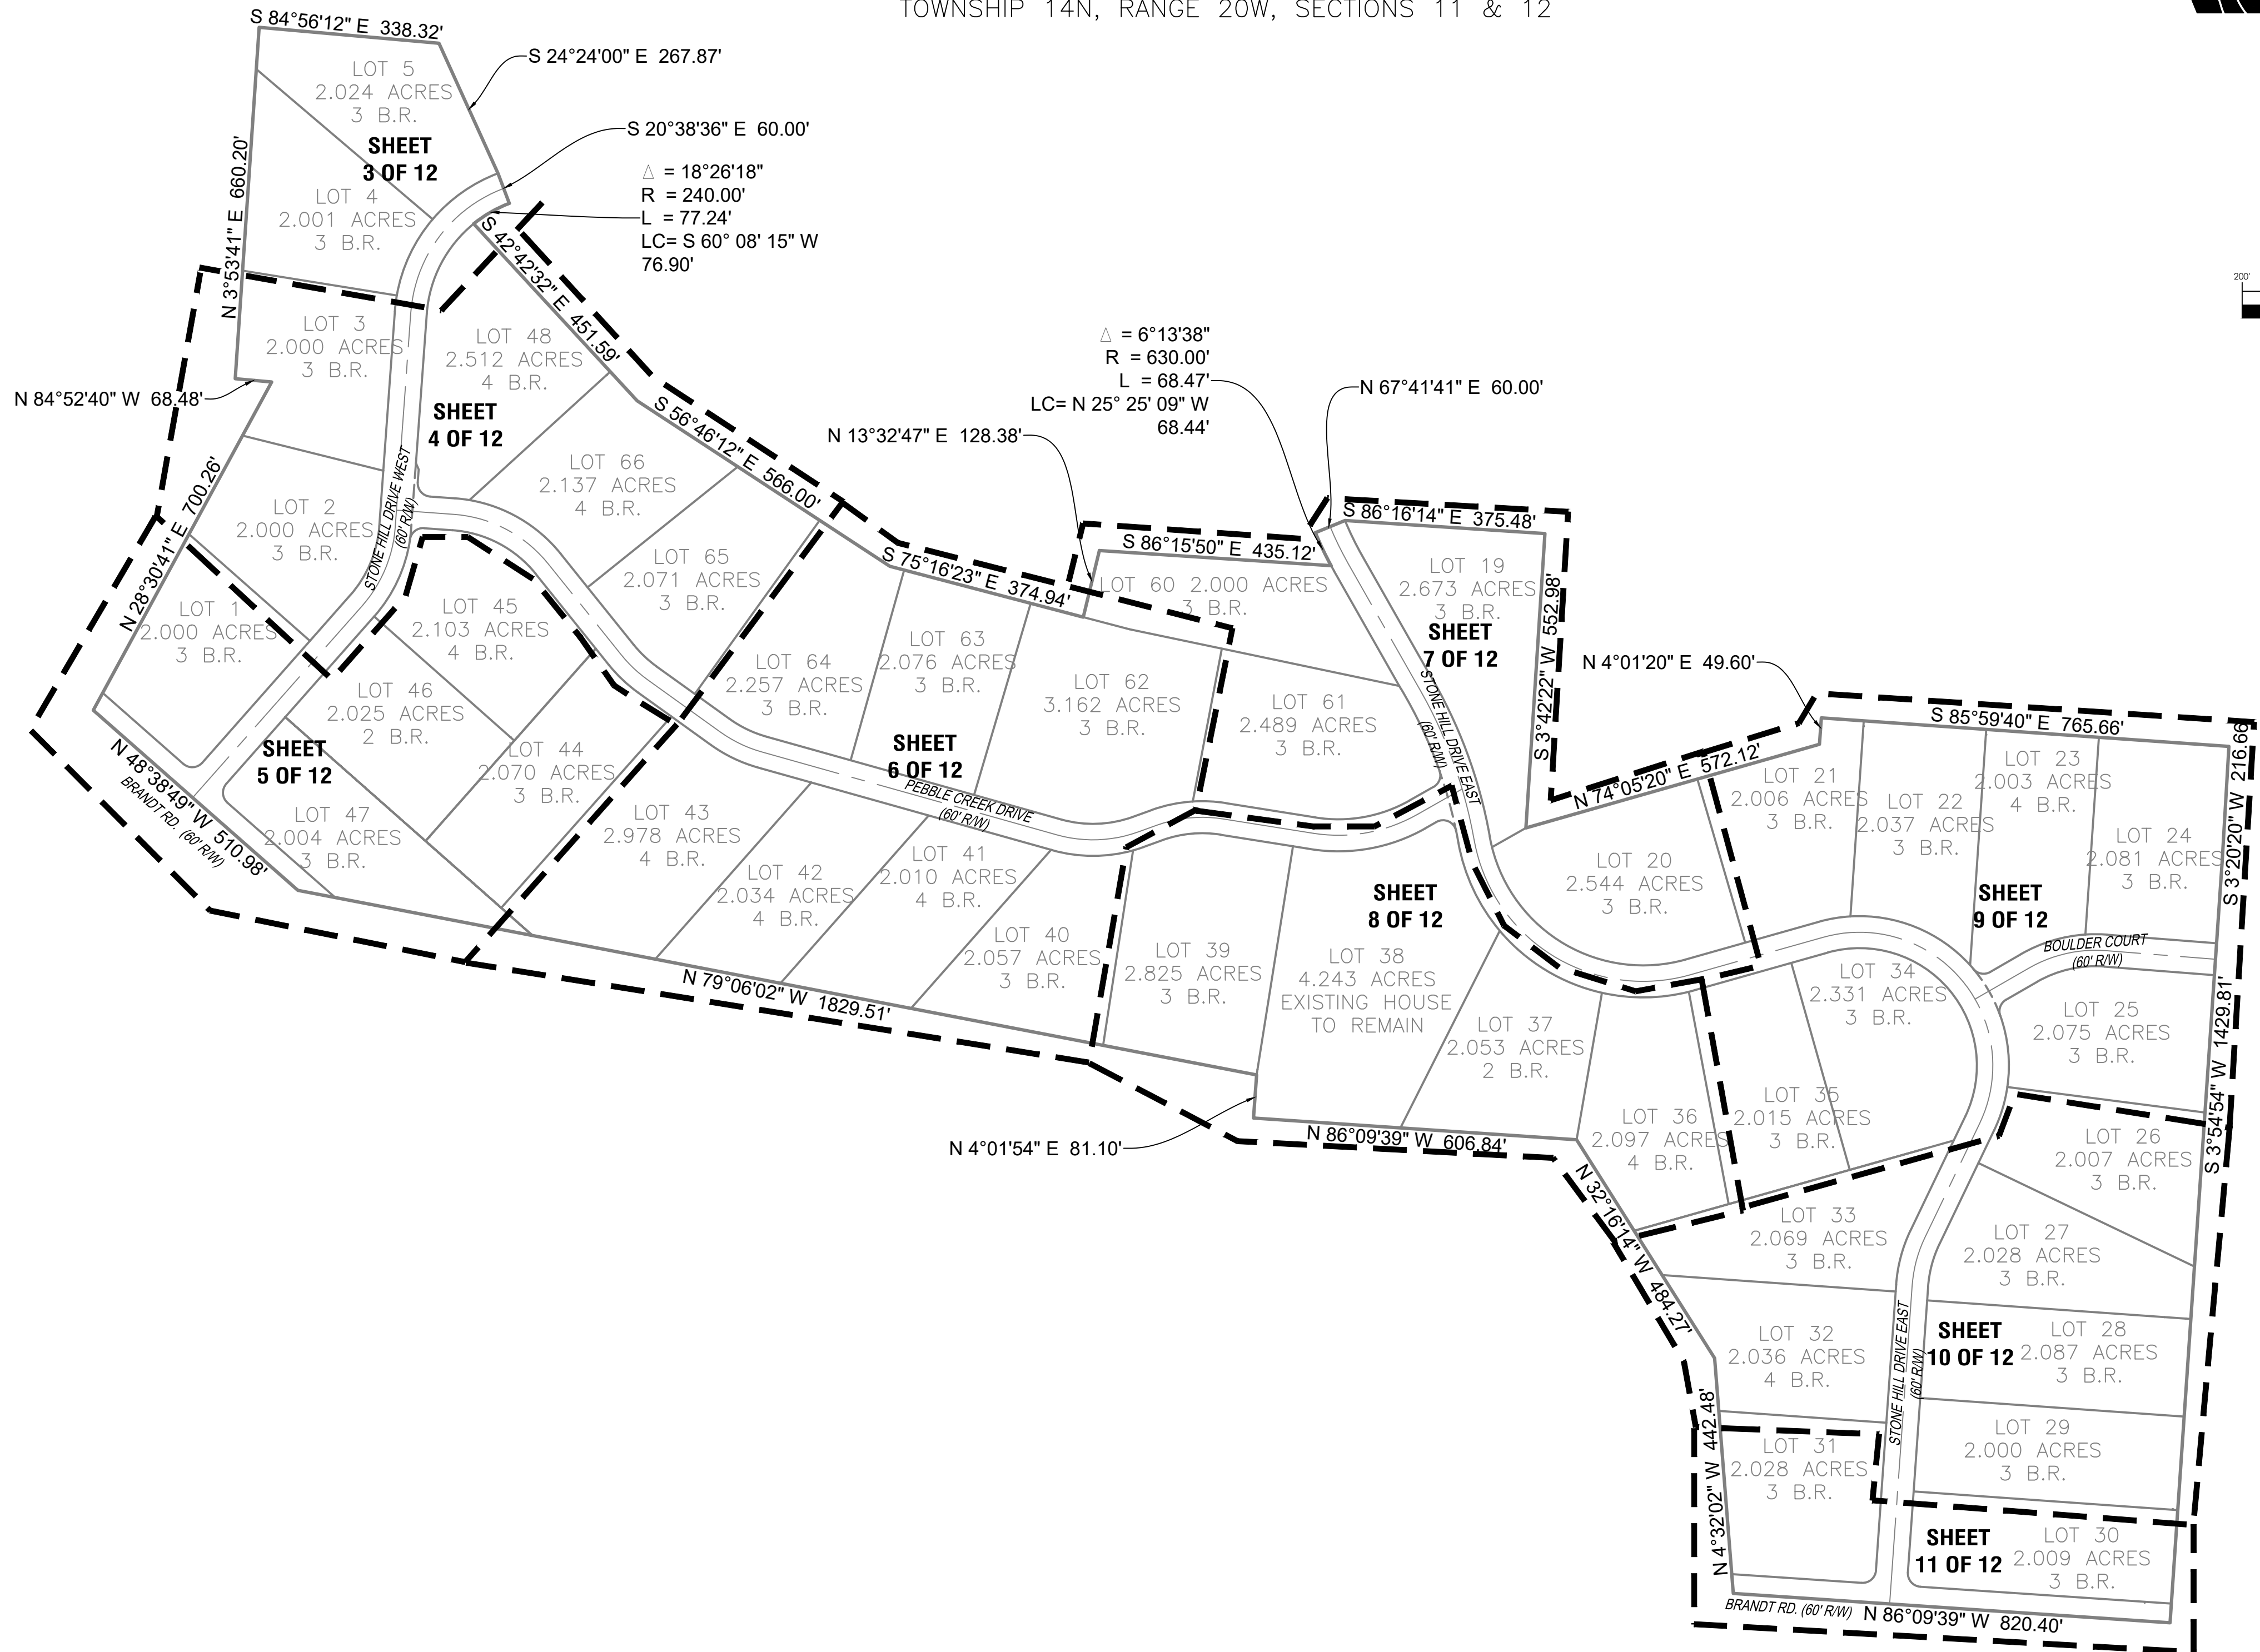 TOWNSHIP 14N, RANGE 20W, SECTIONS 11 & 12
S 84°56'12" E 338.32'
S 24°24'00" E 267.87'
LOT 5
2.024 ACRES
3 B.R.
SHEET
3 OF 12
S 20°38'36" E 60.00'
Δ = 18°26'18"
R = 240.00'
L = 77.24'
LC= S 60° 08' 15" W
76.90'
N 3°53'41" E 660.20'
LOT 4
2.001 ACRES
3 B.R.
S 42°42'32" E 451.59'
200'
LOT 3
2.000 ACRES
3 B.R.
LOT 48
2.512 ACRES
4 B.R.
N 84°52'40" W 68.48'
SHEET
4 OF 12
S 56°46'12" E 566.00'
LOT 66
2.137 ACRES
4 B.R.
STONE HILL DRIVE WEST
(60' R/W)
LOT 2
2.000 ACRES
3 B.R.
N 28°30'41" E 700.26'
LOT 65
2.071 ACRES
3 B.R.
LOT 1
2.000 ACRES
3 B.R.
LOT 45
2.103 ACRES
4 B.R.
LOT 46
2.025 ACRES
2 B.R.
LOT 44
2.070 ACRES
3 B.R.
SHEET
5 OF 12
LOT 47
2.004 ACRES
3 B.R.
N 48°38'49" W 510.98'
BRANDT RD. (60' R/W)
Δ = 6°13'38"
R = 630.00'
L = 68.47'
LC= N 25° 25' 09" W
68.44'
N 67°41'41" E 60.00'
N 13°32'47" E 128.38'
S 75°16'23" E 374.94'
S 86°15'50" E 435.12'
S 86°16'14" E 375.48'
LOT 60 2.000 ACRES
3 B.R.
LOT 19
2.673 ACRES
3 B.R.
SHEET
7 OF 12
S 3°42'22" W 552.98'
LOT 64
2.257 ACRES
3 B.R.
LOT 63
2.076 ACRES
3 B.R.
LOT 62
3.162 ACRES
3 B.R.
LOT 61
2.489 ACRES
3 B.R.
STONE HILL DRIVE EAST
(60' R/W)
SHEET
6 OF 12
PEBBLE CREEK DRIVE
(60' R/W)
LOT 43
2.978 ACRES
4 B.R.
LOT 42
2.034 ACRES
4 B.R.
LOT 41
2.010 ACRES
4 B.R.
LOT 40
2.057 ACRES
3 B.R.
N 79°06'02" W 1829.51'
LOT 39
2.825 ACRES
3 B.R.
SHEET
8 OF 12
LOT 38
4.243 ACRES
EXISTING HOUSE
TO REMAIN
LOT 37
2.053 ACRES
2 B.R.
N 4°01'54" E 81.10'
N 86°09'39" W 606.84'
LOT 36
2.097 ACRES
4 B.R.
N 4°01'20" E 49.60'
N 74°05'20" E 572.12'
S 85°59'40" E 765.66'
LOT 20
2.544 ACRES
3 B.R.
LOT 21
2.006 ACRES
3 B.R.
LOT 22
2.037 ACRES
3 B.R.
LOT 23
2.003 ACRES
4 B.R.
LOT 24
2.081 ACRES
3 B.R.
S 3°20'20" W 216.66'
SHEET
9 OF 12
BOULDER COURT
(60' R/W)
LOT 34
2.331 ACRES
3 B.R.
LOT 25
2.075 ACRES
3 B.R.
S 3°54'54" W 1429.81'
LOT 35
2.015 ACRES
3 B.R.
LOT 26
2.007 ACRES
3 B.R.
N 32°16'14" W 484.27'
LOT 33
2.069 ACRES
3 B.R.
LOT 27
2.028 ACRES
3 B.R.
LOT 32
2.036 ACRES
4 B.R.
STONE HILL DRIVE EAST
(60' R/W)
SHEET
10 OF 12
LOT 28
2.087 ACRES
3 B.R.
LOT 29
2.000 ACRES
3 B.R.
N 4°32'02" W 442.48'
LOT 31
2.028 ACRES
3 B.R.
SHEET
11 OF 12
LOT 30
2.009 ACRES
3 B.R.
BRANDT RD. (60' R/W) N 86°09'39" W 820.40'